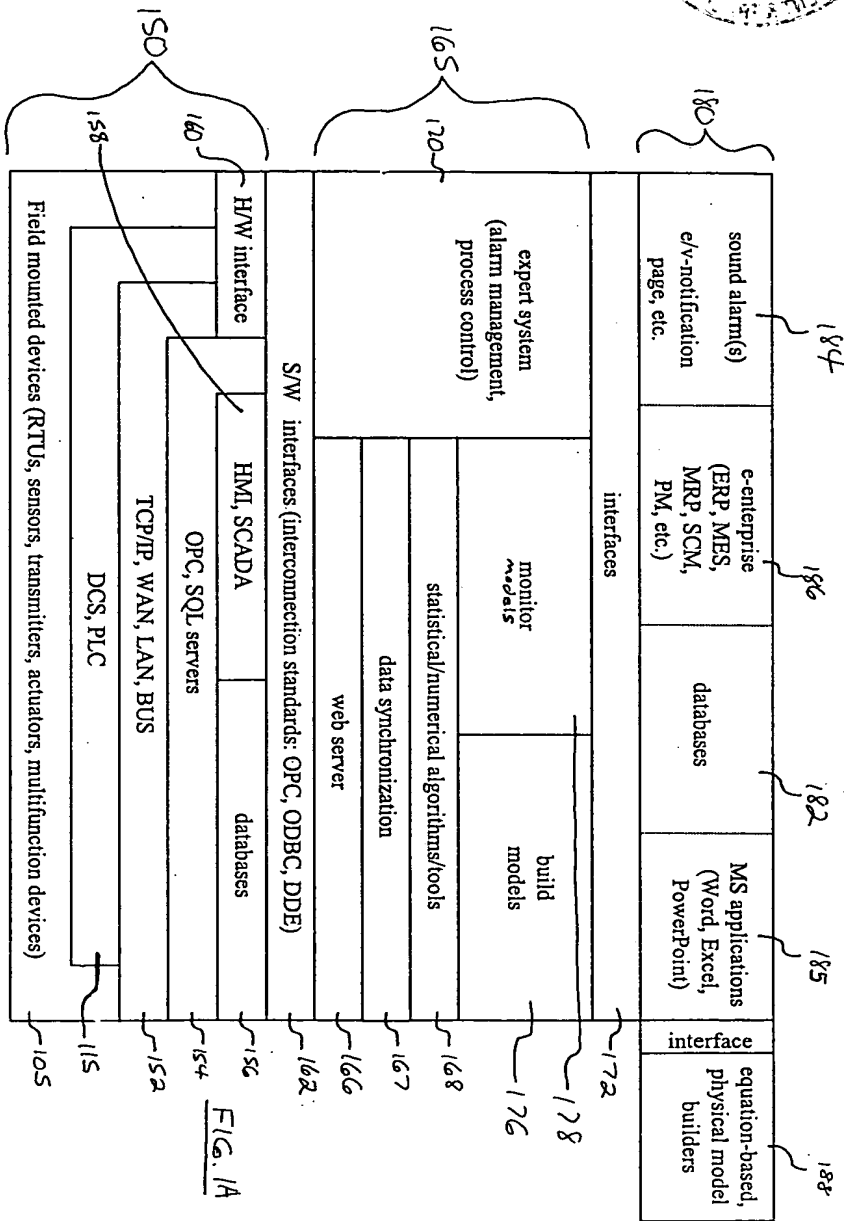 180
184
186
182
185
188
sound alarm(s)
e/v-notification
page, etc.
e-enterprise
(ERP, MES,
MRP, SCM,
PM, etc.)
databases
MS applications
(Word, Excel,
PowerPoint)
interface
equation-based,
physical model
builders
165
170
interfaces
172
expert system
(alarm management,
process control)
monitor
models
build
models
178
176
statistical/numerical algorithms/tools
168
data synchronization
167
web server
166
S/W interfaces (interconnection standards: OPC, ODBC, DDE)
162
150
160
158
H/W interface
HMI, SCADA
databases
156
OPC, SQL servers
154
TCP/IP, WAN, LAN, BUS
152
DCS, PLC
115
Field mounted devices (RTUs, sensors, transmitters, actuators, multifunction devices)
105
FIG. 1A